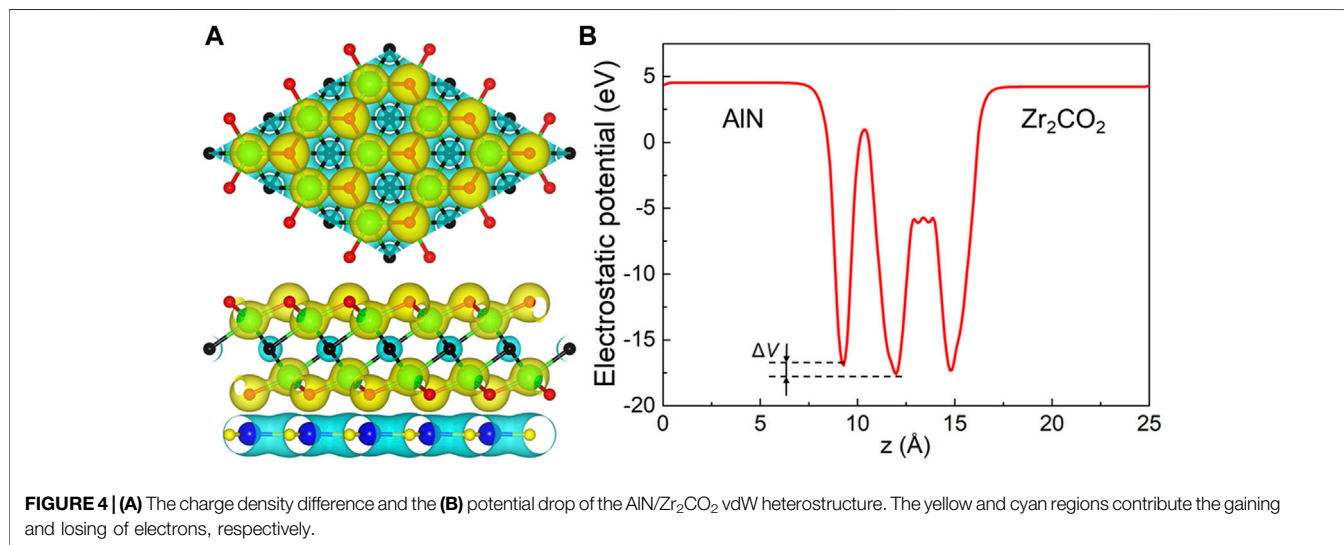 A
B
Electrostatic potential (eV)
5
0
-5
-10
-15
-20
AlN
Zr₂CO₂
ΔV
0
5
10
15
20
25
z (Å)
FIGURE 4 | (A) The charge density difference and the (B) potential drop of the AlN/Zr₂CO₂ vdW heterostructure. The yellow and cyan regions contribute the gaining
and losing of electrons, respectively.